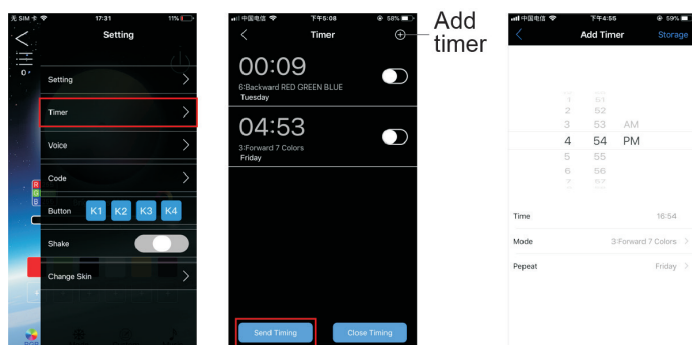 无 SIM 卡 17:31 11%
Setting
0
Setting
Timer
Voice
Code
R
G
B
Button K1 K2 K3 K4
Shake
Change Skin
RGB
中国电信 下午5:08 58%
Timer
00:09
6:Backward RED GREEN BLUE
Tuesday
04:53
3:Forward 7 Colors
Friday
Send Timing Close Timing
Add
timer
中国电信 下午4:55 59%
Add Timer Storage
1 51
2 52
3 53 AM
4 54 PM
5 55
6 56
7 57
Time 16:54
Mode 3:Forward 7 Colors
Pepeat Friday